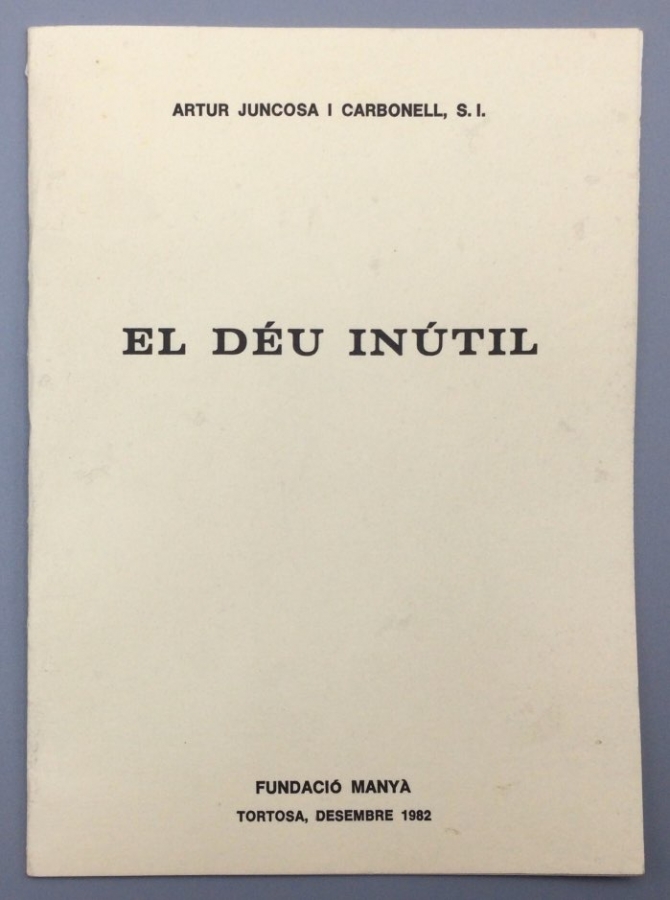 ARTUR JUNCOSA I CARBONELL, S. I.
EL DÉU INÚTIL
FUNDACIÓ MANYÀ
TORTOSA, DESEMBRE 1982